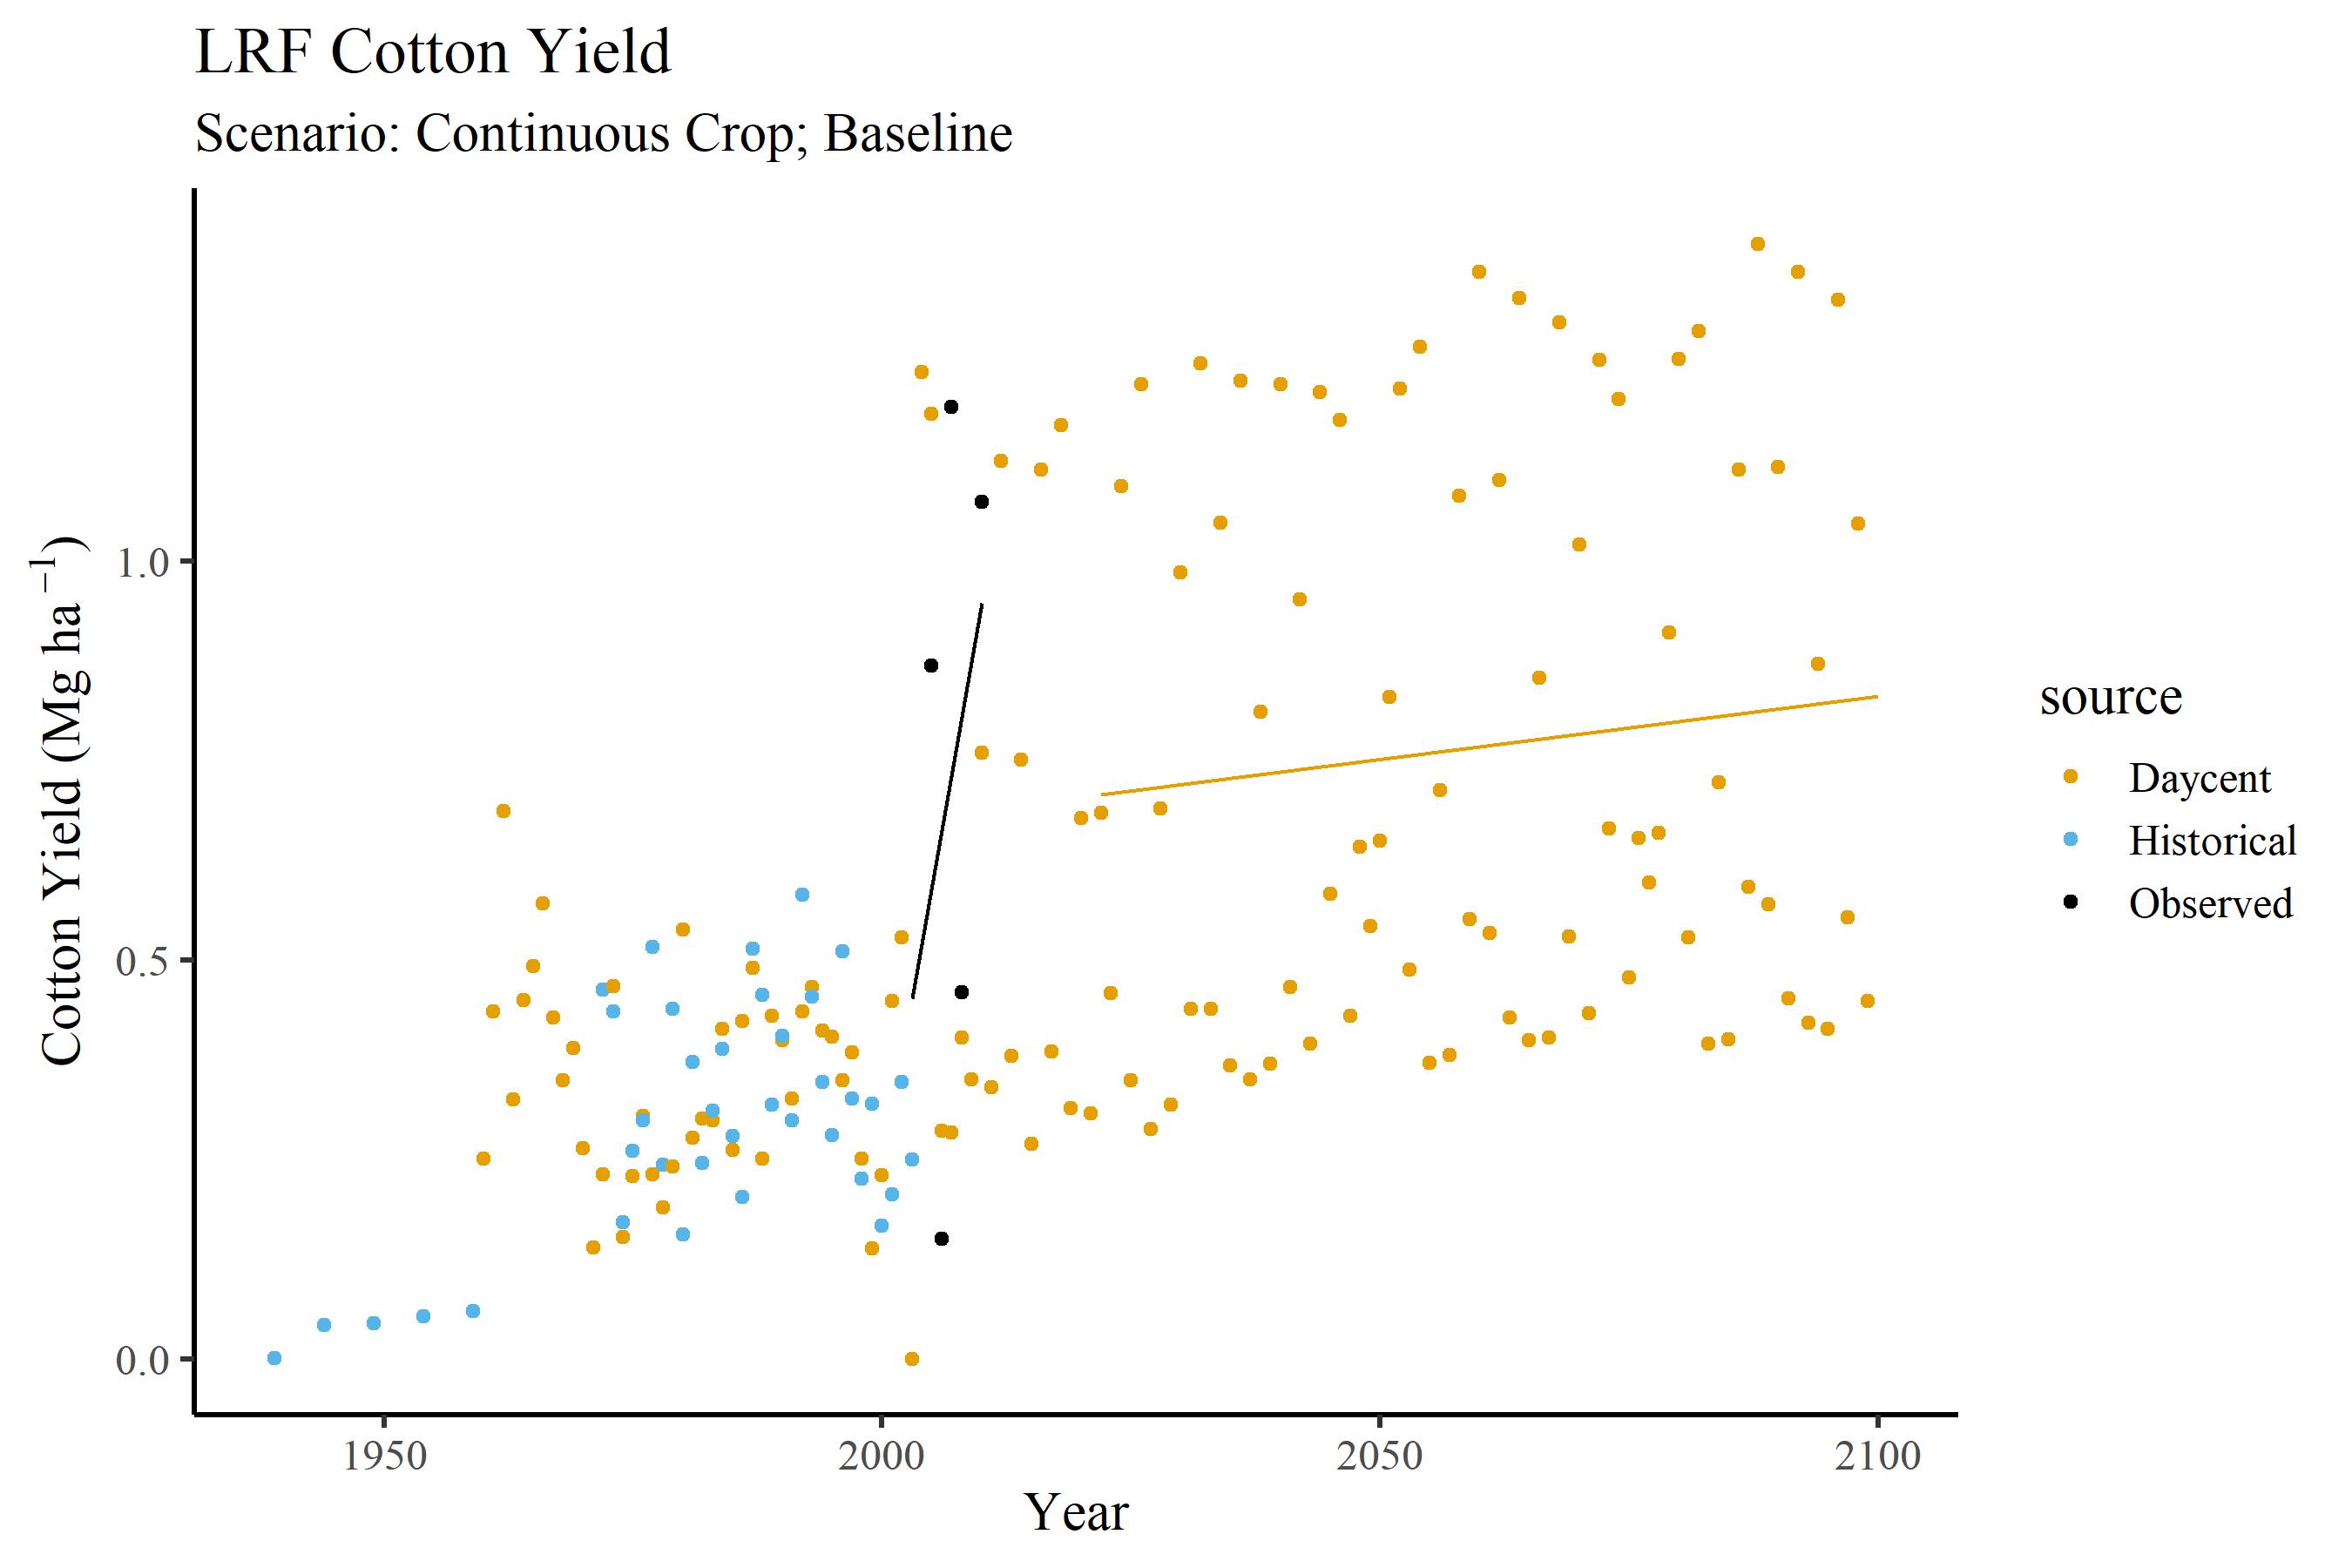 LRF Cotton Yield
Scenario: Continuous Crop; Baseline
Cotton Yield (Mg ha⁻¹)
1.0
0.5
0.0
1950 2000 2050 2100
Year
source
Daycent
Historical
Observed